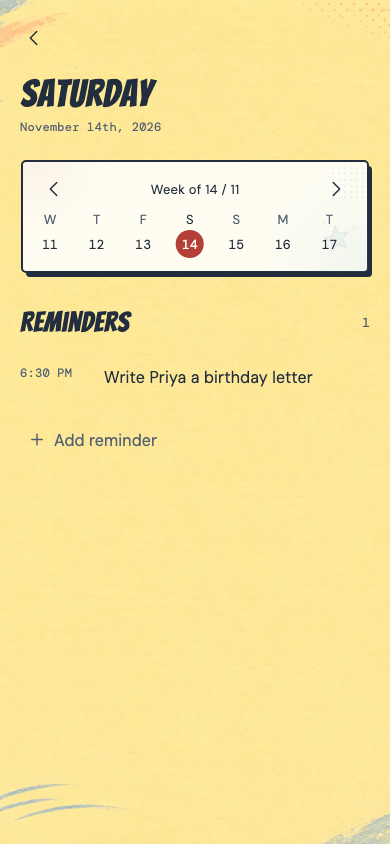 SATURDAY
November 14th, 2026
Week of 14 / 11
W T F S S M T
11 12 13 14 15 16 17
REMINDERS 1
6:30 PM Write Priya a birthday letter
+ Add reminder